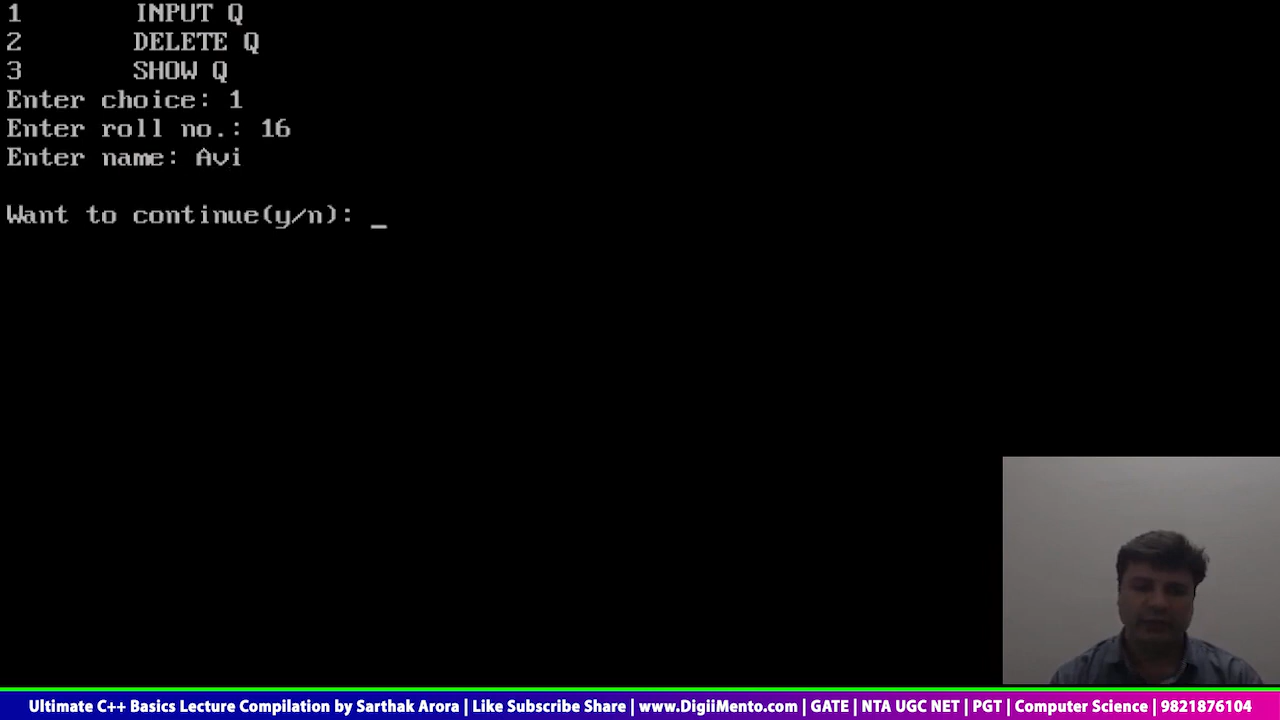 1 INPUT Q
2 DELETE Q
3 SHOW Q
Enter choice: 1
Enter roll no.: 16
Enter name: Avi
Want to continue(y/n): _
Ultimate C++ Basics Lecture Compilation by Sarthak Arora | Like Subscribe Share | www.DigiiMento.com | GATE | NTA UGC NET | PGT | Computer Science | 9821876104